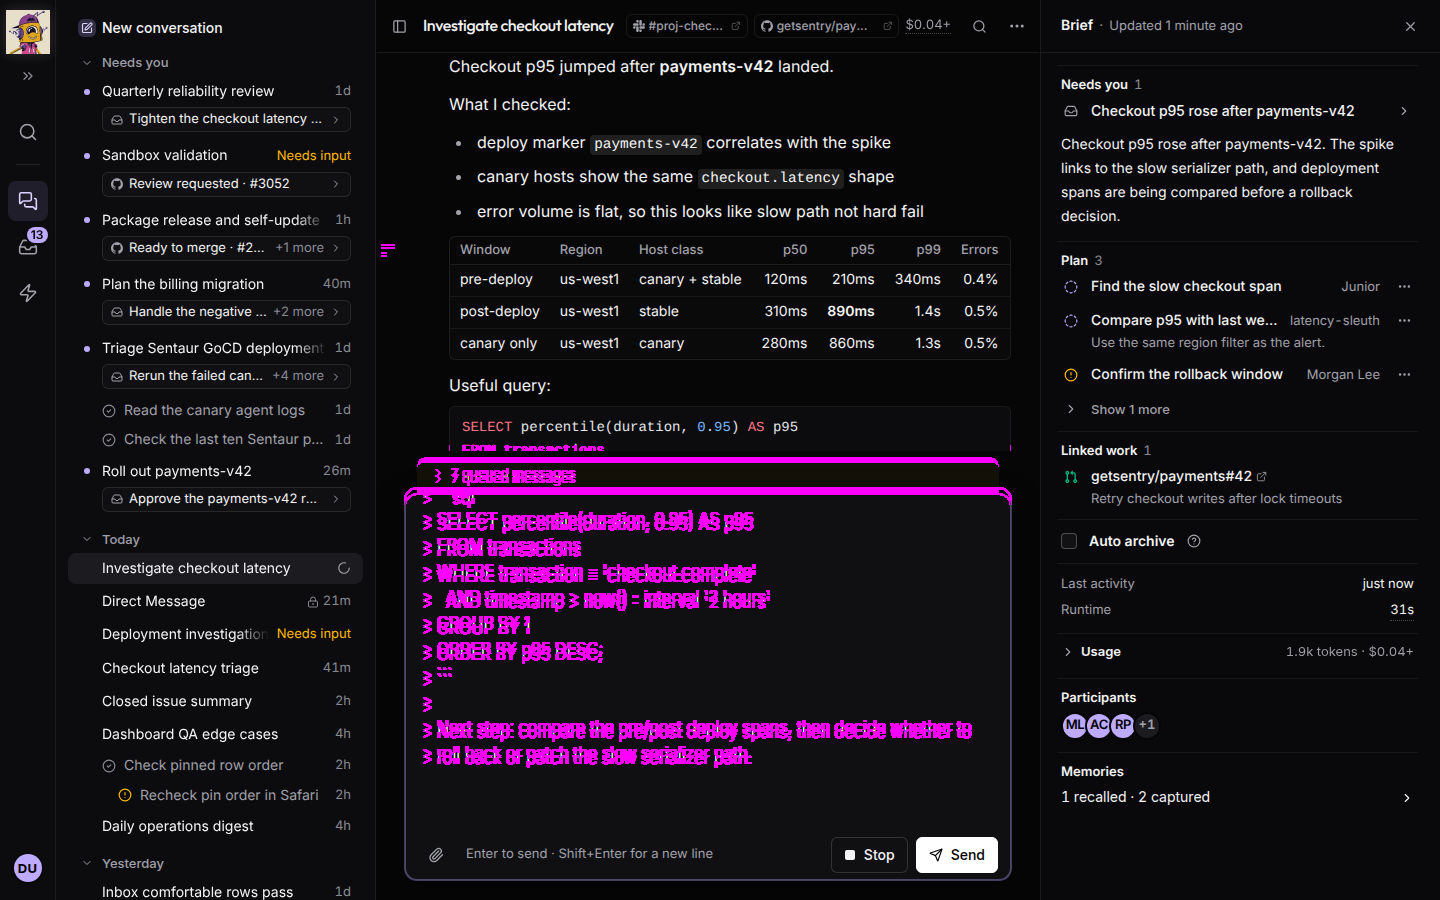 New conversation
Needs you
Quarterly reliability review 1d
Tighten the checkout latency ...
Sandbox validation Needs input
Review requested · #3052
Package release and self-update 1h
Ready to merge · #2... +1 more
Plan the billing migration 40m
Handle the negative ... +2 more
Triage Sentaur GoCD deployment 1d
Rerun the failed can... +4 more
Read the canary agent logs 1d
Check the last ten Sentaur p... 1d
Roll out payments-v42 26m
Approve the payments-v42 r...
Today
Investigate checkout latency
Direct Message 21m
Deployment investigation Needs input
Checkout latency triage 41m
Closed issue summary 2h
Dashboard QA edge cases 4h
Check pinned row order 2h
Recheck pin order in Safari 2h
Daily operations digest 4h
Yesterday
Inbox comfortable rows pass 1d
13
DU
Investigate checkout latency #proj-chec... getsentry/pay... $0.04+
Checkout p95 jumped after payments-v42 landed.
What I checked:
• deploy marker payments-v42 correlates with the spike
• canary hosts show the same checkout.latency shape
• error volume is flat, so this looks like slow path not hard fail
Window Region Host class p50 p95 p99 Errors
pre-deploy us-west1 canary + stable 120ms 210ms 340ms 0.4%
post-deploy us-west1 stable 310ms 890ms 1.4s 0.5%
canary only us-west1 canary 280ms 860ms 1.3s 0.5%
Useful query:
SELECT percentile(duration, 0.95) AS p95
FROM transactions
> 7 queued messages
> SELECT percentile(duration, 0.95) AS p95
> FROM transactions
> WHERE transaction = 'checkout.complete'
> AND timestamp > now() - interval '2 hours'
> GROUP BY 1
> ORDER BY p95 DESC;
> ```
>
> Next step: compare the pre/post deploy spans, then decide whether to
> roll back or patch the slow serializer path.
Enter to send · Shift+Enter for a new line Stop Send
Brief · Updated 1 minute ago
Needs you 1
Checkout p95 rose after payments-v42
Checkout p95 rose after payments-v42. The spike
links to the slow serializer path, and deployment
spans are being compared before a rollback
decision.
Plan 3
Find the slow checkout span Junior
Compare p95 with last we... latency-sleuth
Use the same region filter as the alert.
Confirm the rollback window Morgan Lee
Show 1 more
Linked work 1
getsentry/payments#42
Retry checkout writes after lock timeouts
Auto archive
Last activity just now
Runtime 31s
Usage 1.9k tokens · $0.04+
Participants
ML AC RP +1
Memories
1 recalled · 2 captured